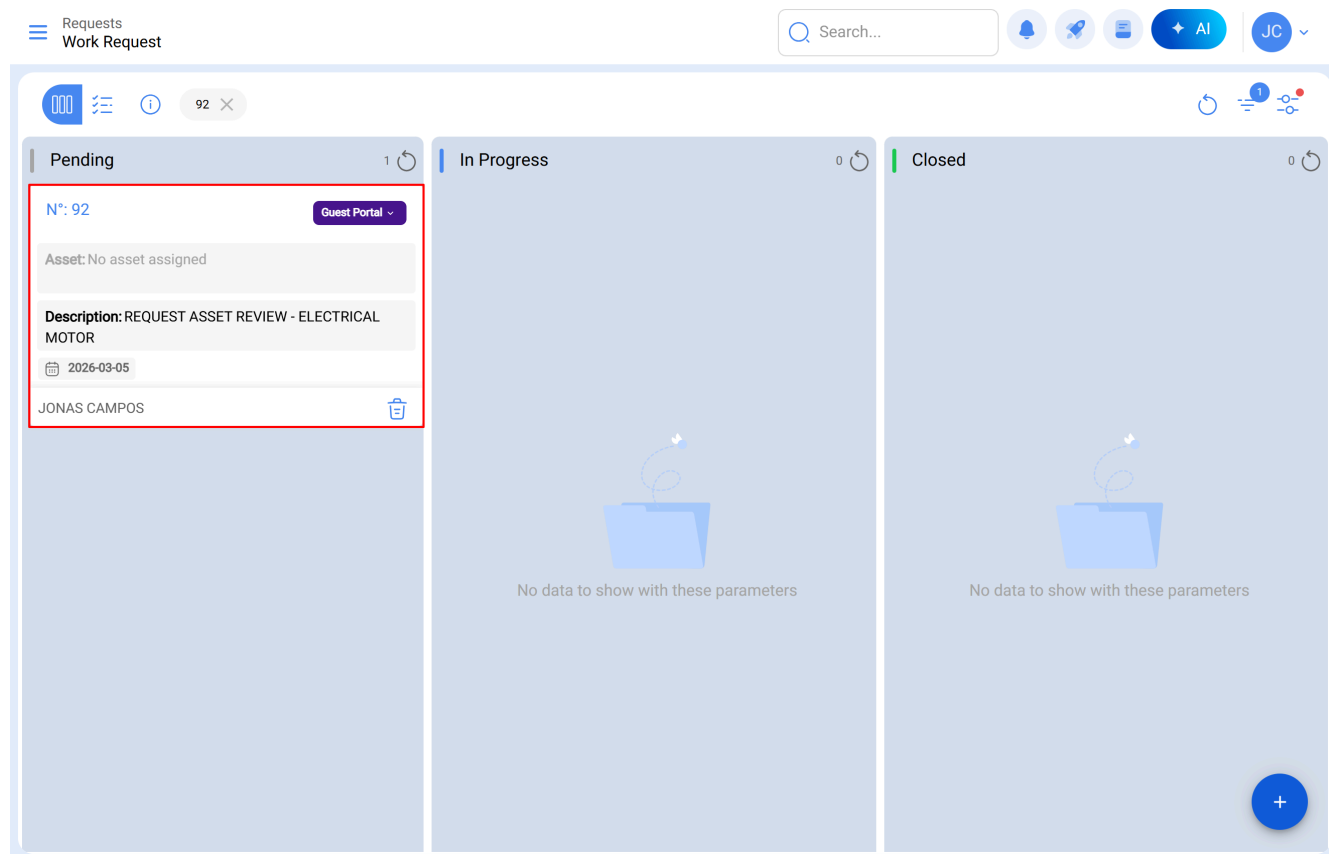 Requests
Work Request
Search...
AI
JC
92
1
Pending
1
In Progress
0
Closed
0
N°: 92
Guest Portal
Asset: No asset assigned
Description: REQUEST ASSET REVIEW - ELECTRICAL
MOTOR
2026-03-05
JONAS CAMPOS
No data to show with these parameters
No data to show with these parameters
+